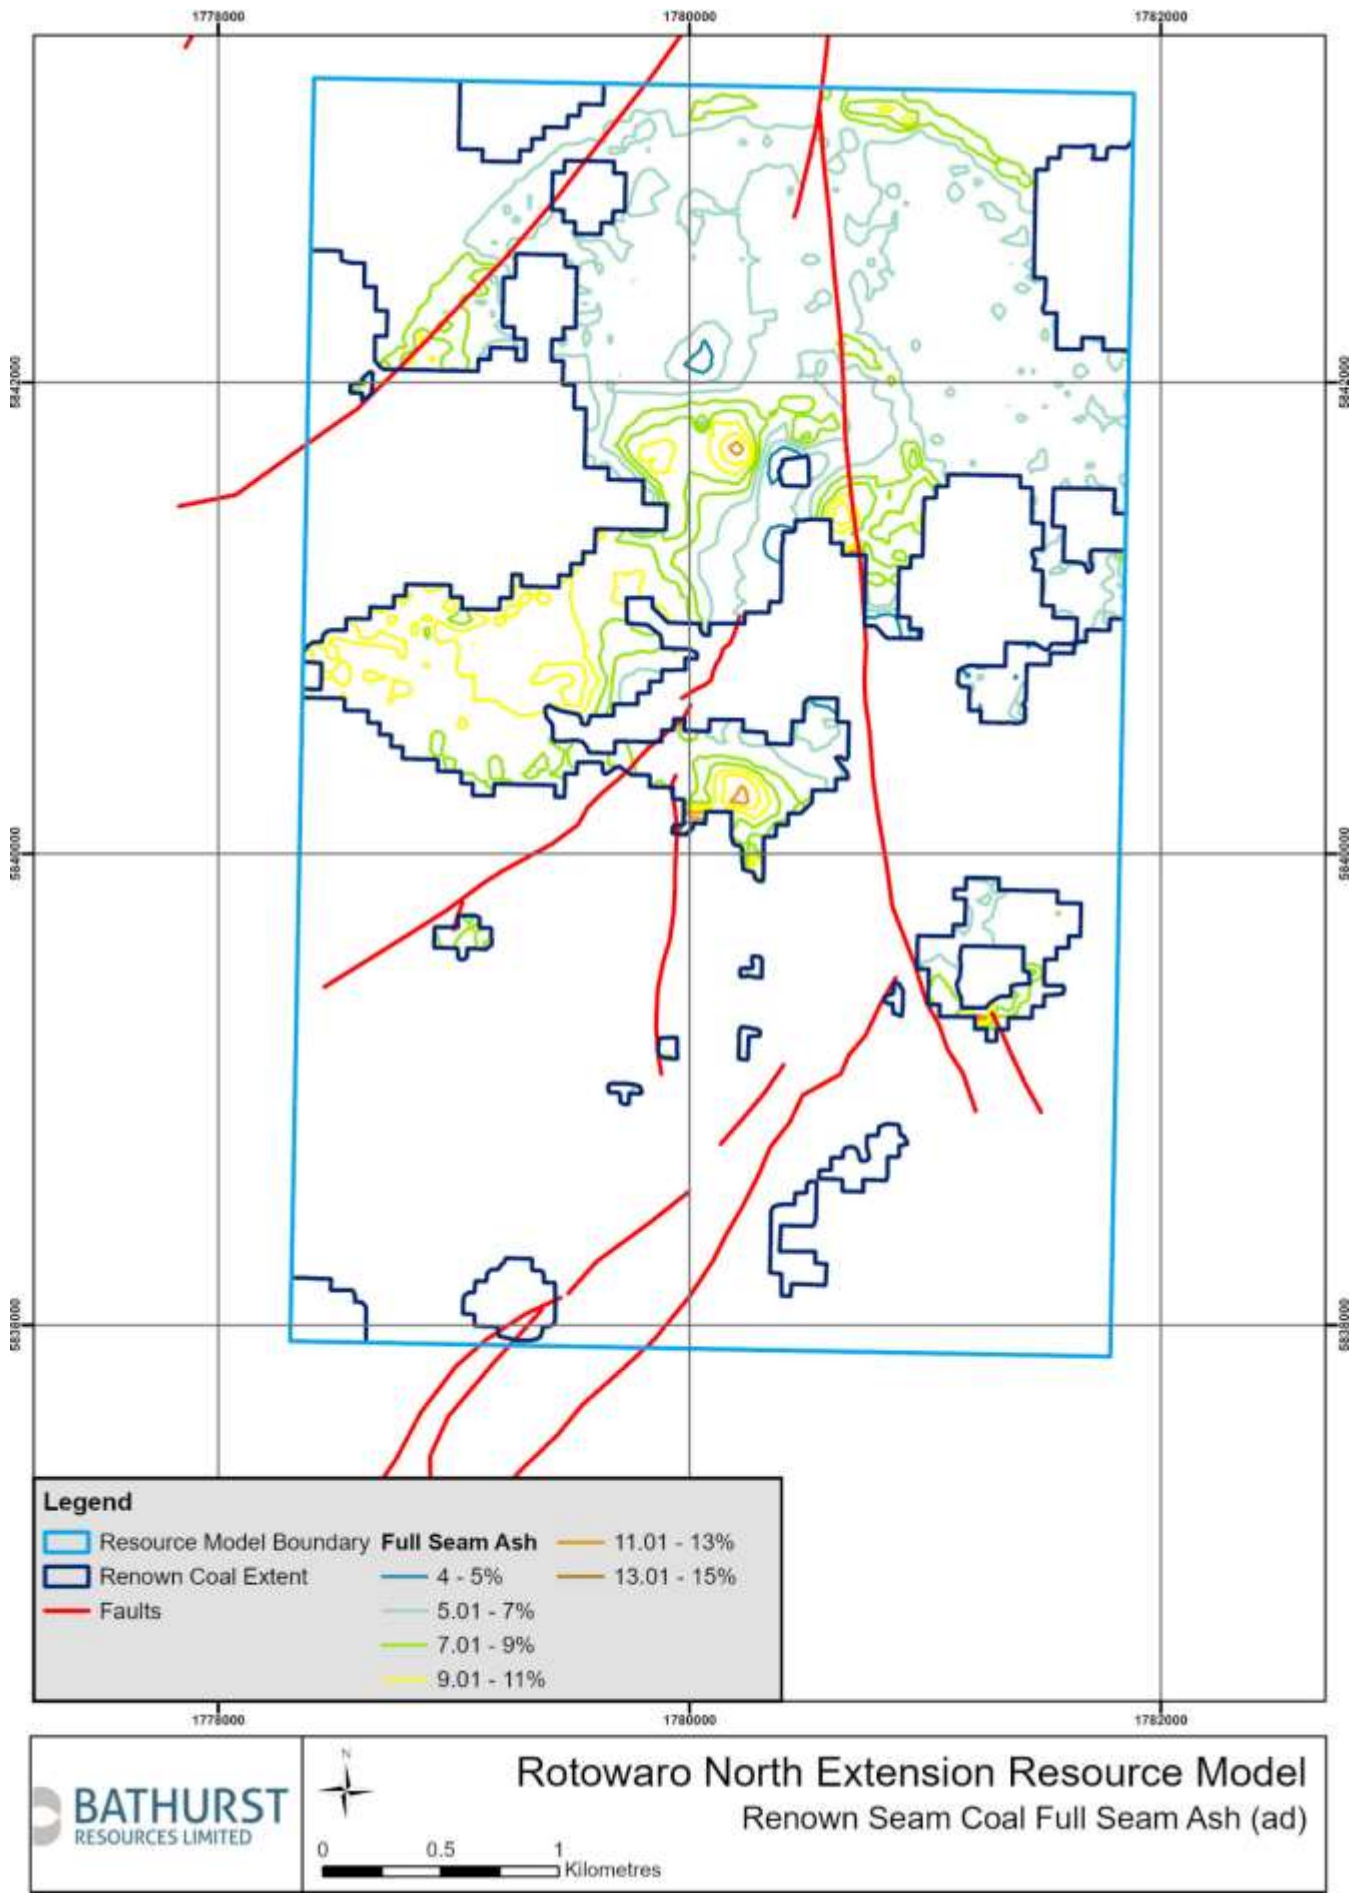 1778000 1780000 1782000
5842000 5842000
5840000 5840000
5838000 5838000
Legend
Resource Model Boundary
Renown Coal Extent
Faults
Full Seam Ash
4 - 5%
5.01 - 7%
7.01 - 9%
9.01 - 11%
11.01 - 13%
13.01 - 15%
1778000 1780000 1782000
BATHURST
RESOURCES LIMITED
N
0 0.5 1
Kilometres
Rotowaro North Extension Resource Model
Renown Seam Coal Full Seam Ash (ad)